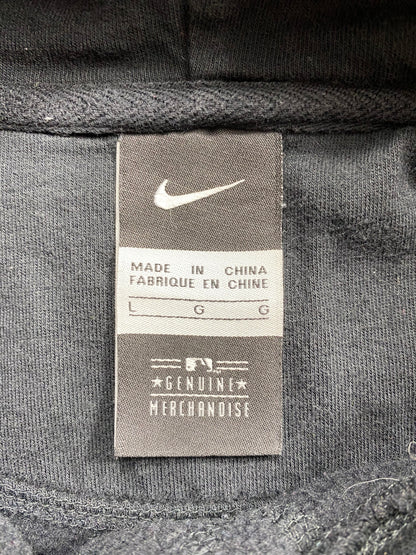 MADE IN CHINA
FABRIQUE EN CHINE
L G G
★ GENUINE ★
MERCHANDISE